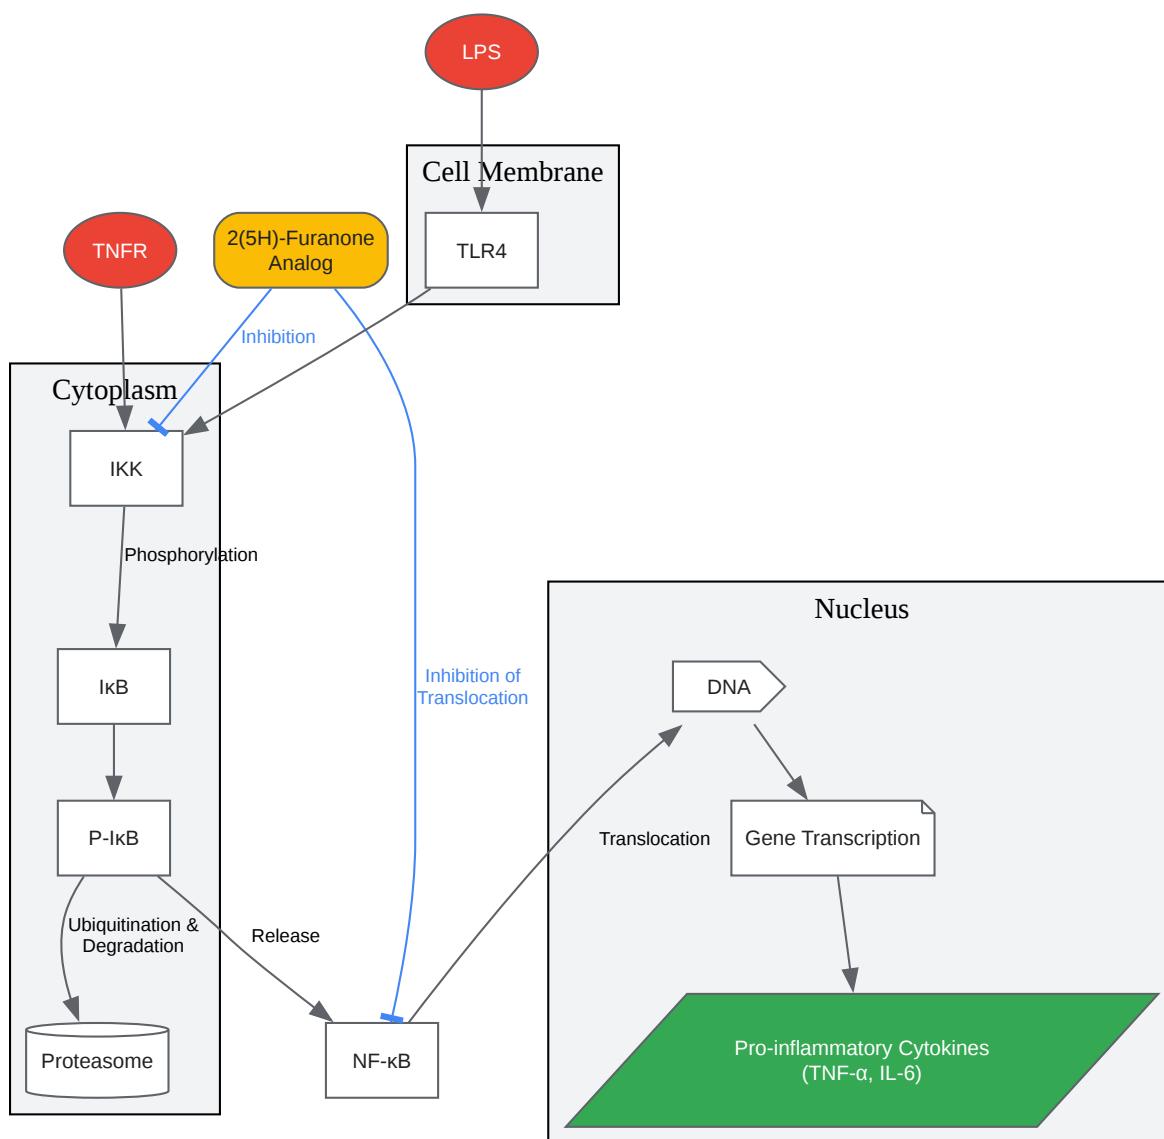 LPS
Cell Membrane
TNFR
2(5H)-Furanone
Analog
TLR4
Inhibition
Cytoplasm
IKK
Phosphorylation
Nucleus
IκB
Inhibition of
Translocation
DNA
P-IκB
Translocation
Gene Transcription
Ubiquitination &
Degradation
Release
Proteasome
NF-κB
Pro-inflammatory Cytokines
(TNF-α, IL-6)